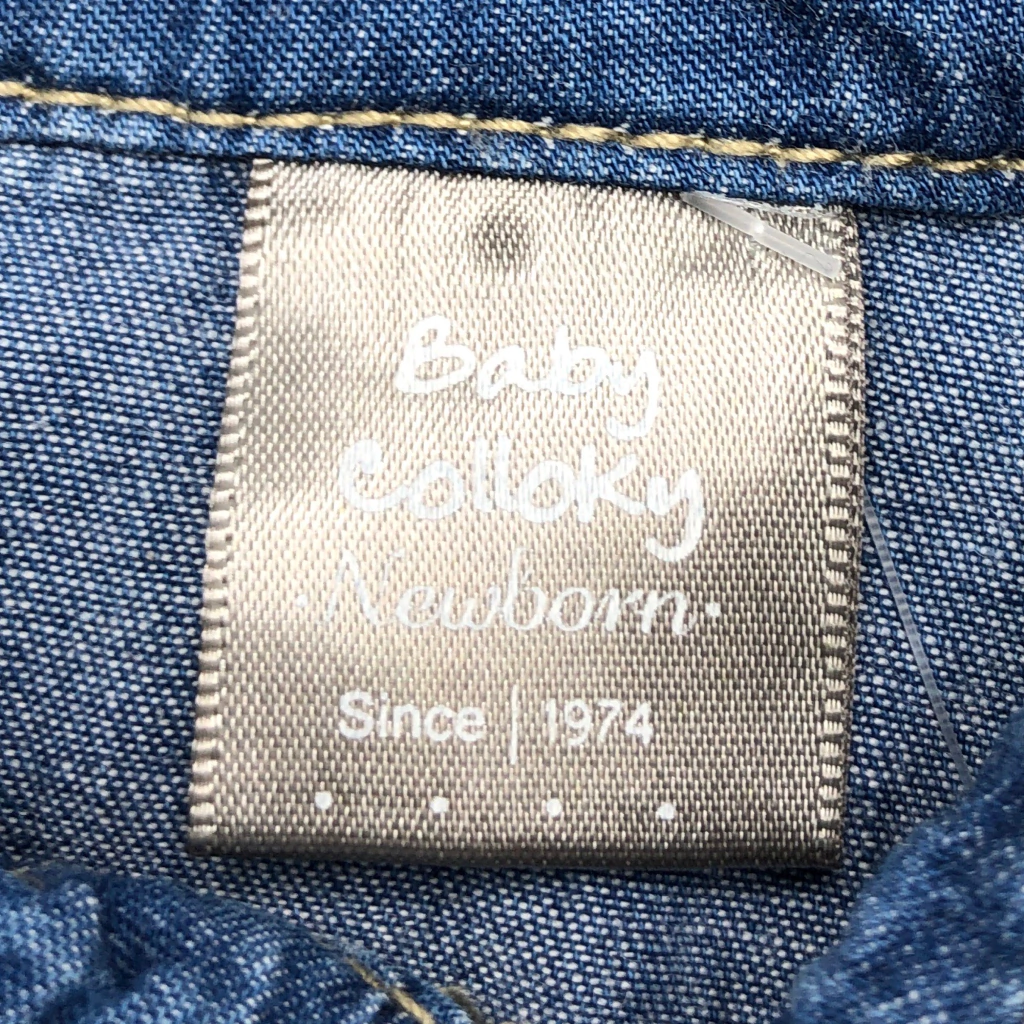 Baby
Colloky
·Newborn·
Since | 1974